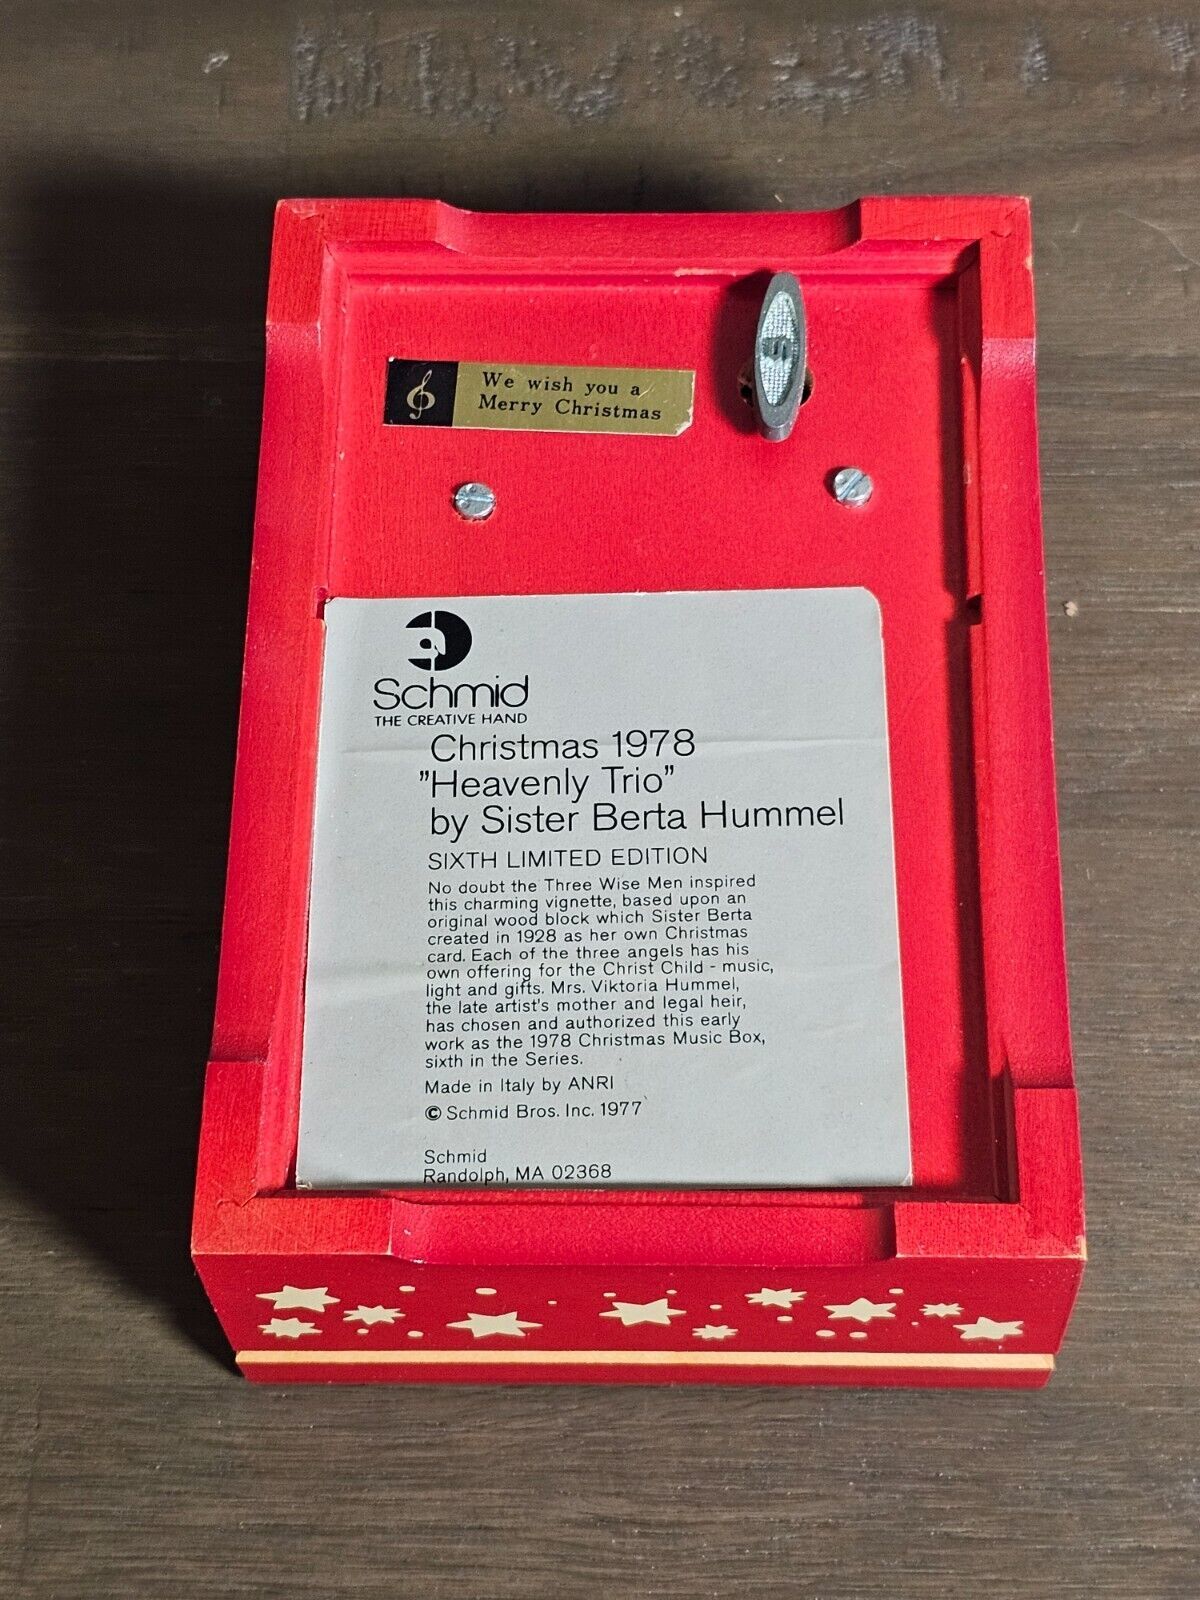 We wish you a
Merry Christmas
S
Schmid
THE CREATIVE HAND
Christmas 1978
"Heavenly Trio"
by Sister Berta Hummel
SIXTH LIMITED EDITION
No doubt the Three Wise Men inspired
this charming vignette, based upon an
original wood block which Sister Berta
created in 1928 as her own Christmas
card. Each of the three angels has his
own offering for the Christ Child - music,
light and gifts. Mrs. Viktoria Hummel,
the late artist's mother and legal heir,
has chosen and authorized this early
work as the 1978 Christmas Music Box,
sixth in the Series.
Made in Italy by ANRI
© Schmid Bros. Inc. 1977
Schmid
Randolph, MA 02368